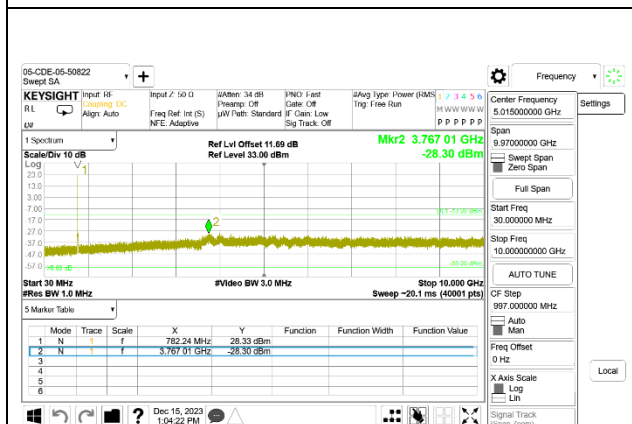 05-CDE-05-50822
Swept SA
+
Frequency
KEYSIGHT
RL
Input: RF
Coupling: DC
Align: Auto
Input Z: 50 Ω
Freq Ref: Int (S)
NFE: Adaptive
#Atten: 34 dB
Preamp: Off
µW Path: Standard
PNO: Fast
Gate: Off
IF Gain: Low
Sig Track: Off
#Avg Type: Power (RMS)
Trig: Free Run
1 2 3 4 5 6
M W W W W W
P P P P P P
1 Spectrum
Scale/Div 10 dB
Log
Ref Lvl Offset 11.69 dB
Ref Level 33.00 dBm
Mkr2 3.767 01 GHz
-28.30 dBm
1
2
23.0
13.0
3.00
-7.00
-17.0
-27.0
-37.0
-47.0
-57.0
Start 30 MHz
#Res BW 1.0 MHz
#Video BW 3.0 MHz
Stop 10.000 GHz
Sweep ~20.1 ms (40001 pts)
5 Marker Table
Mode Trace Scale X Y Function Function Width Function Value
1 N 1 f 782.24 MHz 28.33 dBm
2 N 1 f 3.767 01 GHz -28.30 dBm
3
4
5
6
Dec 15, 2023
1:04:22 PM
Center Frequency
5.015000000 GHz
Settings
Span
9.97000000 GHz
Swept Span
Zero Span
Full Span
Start Freq
30.000000 MHz
Stop Freq
10.000000000 GHz
AUTO TUNE
CF Step
997.000000 MHz
Auto
Man
Freq Offset
0 Hz
X Axis Scale
Log
Lin
Local
Signal Track